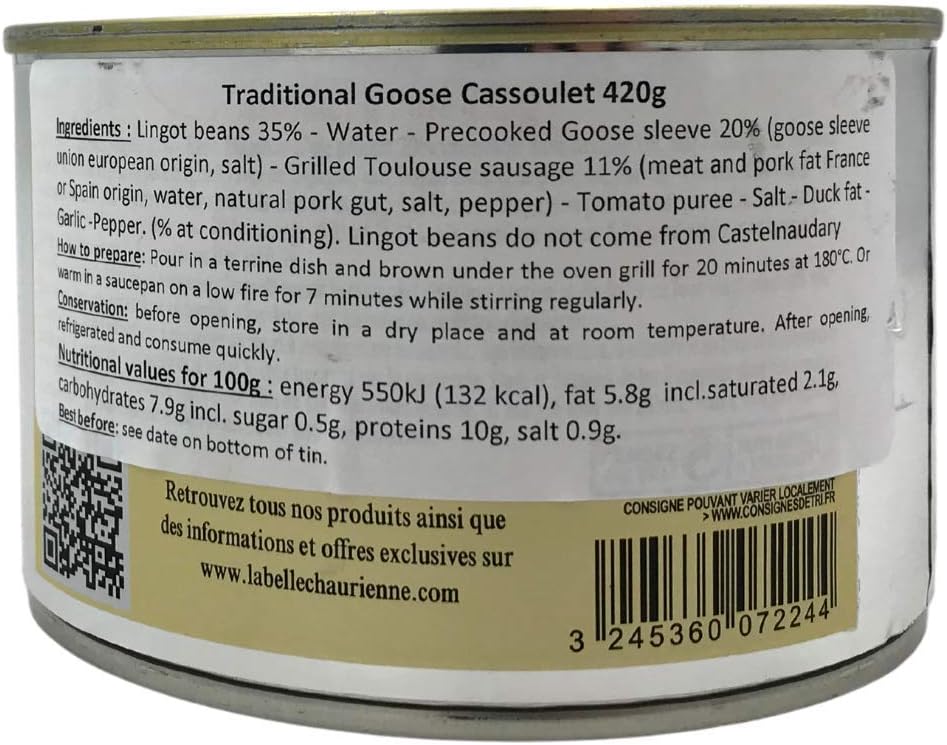 Traditional Goose Cassoulet 420g
Ingredients : Lingot beans 35% - Water - Precooked Goose sleeve 20% (goose sleeve
union european origin, salt) - Grilled Toulouse sausage 11% (meat and pork fat France
or Spain origin, water, natural pork gut, salt, pepper) - Tomato puree - Salt - Duck fat -
Garlic -Pepper. (% at conditioning). Lingot beans do not come from Castelnaudary
How to prepare: Pour in a terrine dish and brown under the oven grill for 20 minutes at 180°C. Or
warm in a saucepan on a low fire for 7 minutes while stirring regularly.
Conservation: before opening, store in a dry place and at room temperature. After opening,
refrigerated and consume quickly.
Nutritional values for 100g : energy 550kJ (132 kcal), fat 5.8g incl.saturated 2.1g,
carbohydrates 7.9g incl. sugar 0.5g, proteins 10g, salt 0.9g.
Best before: see date on bottom of tin.
Retrouvez tous nos produits ainsi que
des informations et offres exclusives sur
www.labellechaurienne.com
CONSIGNE POUVANT VARIER LOCALEMENT
> WWW.CONSIGNESDETRI.FR
3 245360 072244